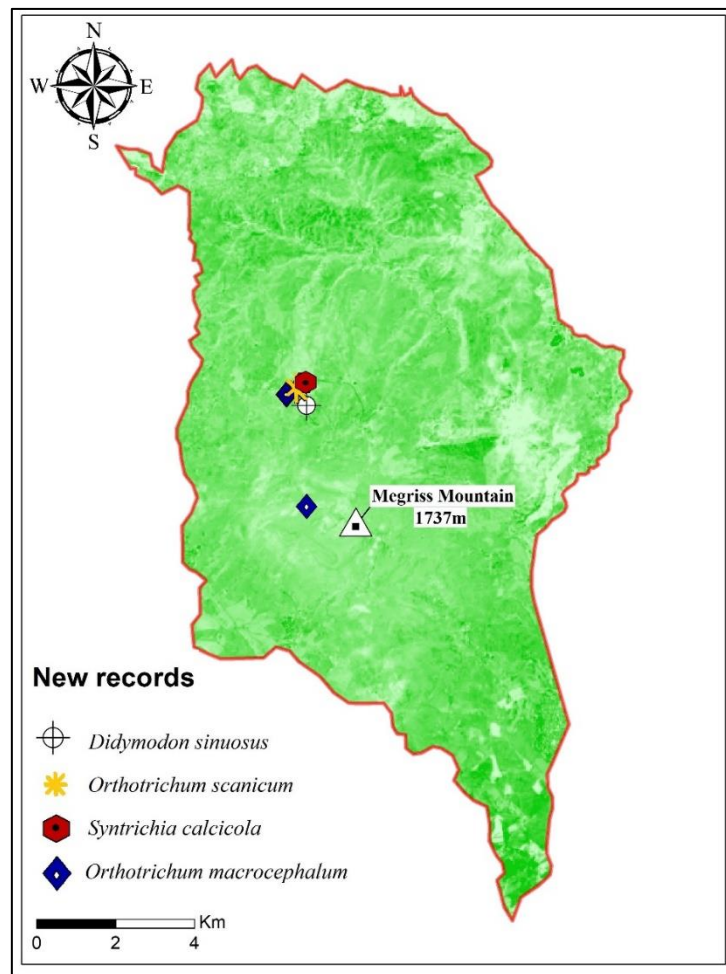 N
W E
S
Megriss Mountain
1737m
New records
Didymodon sinuosus
Orthotrichum scanicum
Syntrichia calcicola
Orthotrichum macrocephalum
Km
0 2 4